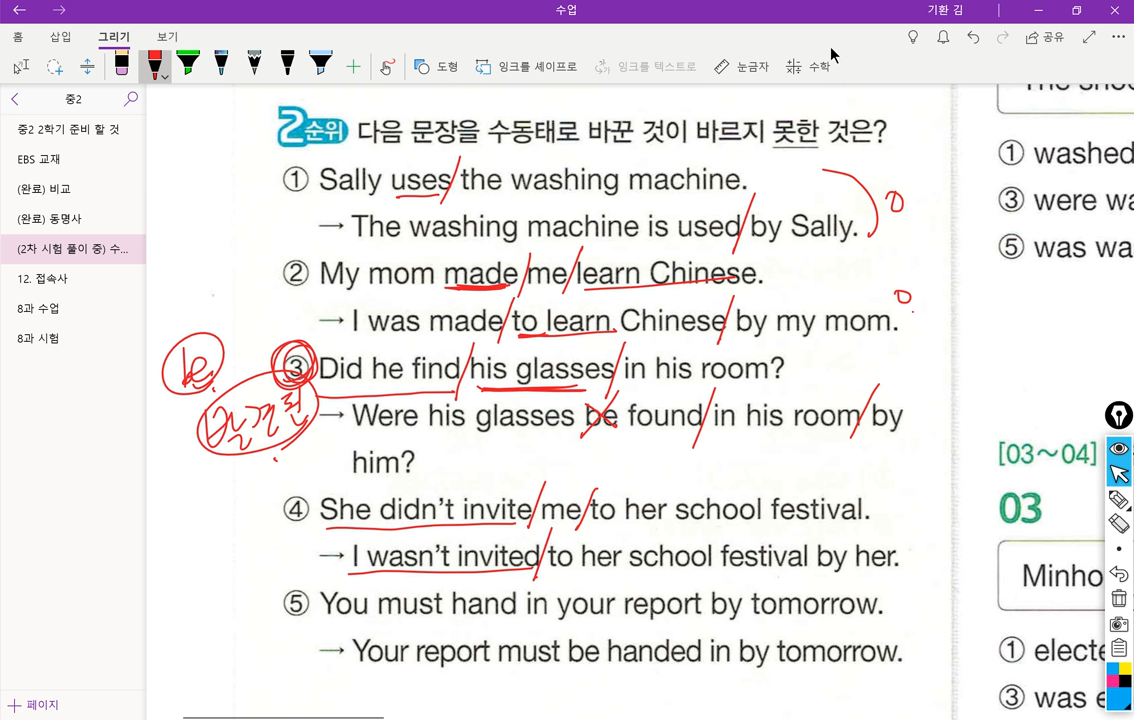 수업
기환 김
홈 삽입 그리기 보기
공유
도형 잉크를 셰이프로 잉크를 텍스트로 눈금자 수학
중2
중2 2학기 준비 할 것
EBS 교재
(완료) 비교
(완료) 동명사
(2차 시험 풀이 중) 수...
12. 접속사
8과 수업
8과 시험
페이지
2순위 다음 문장을 수동태로 바꾼 것이 바르지 못한 것은?
① Sally uses the washing machine.
→ The washing machine is used by Sally.
② My mom made me learn Chinese.
→ I was made to learn Chinese by my mom.
③ Did he find his glasses in his room?
→ Were his glasses be found in his room by
him?
④ She didn't invite me to her school festival.
→ I wasn't invited to her school festival by her.
⑤ You must hand in your report by tomorrow.
→ Your report must be handed in by tomorrow.
be
발견된
① washed
③ were wa
⑤ was wa
[03～04]
03
Minho
① electe
③ was e